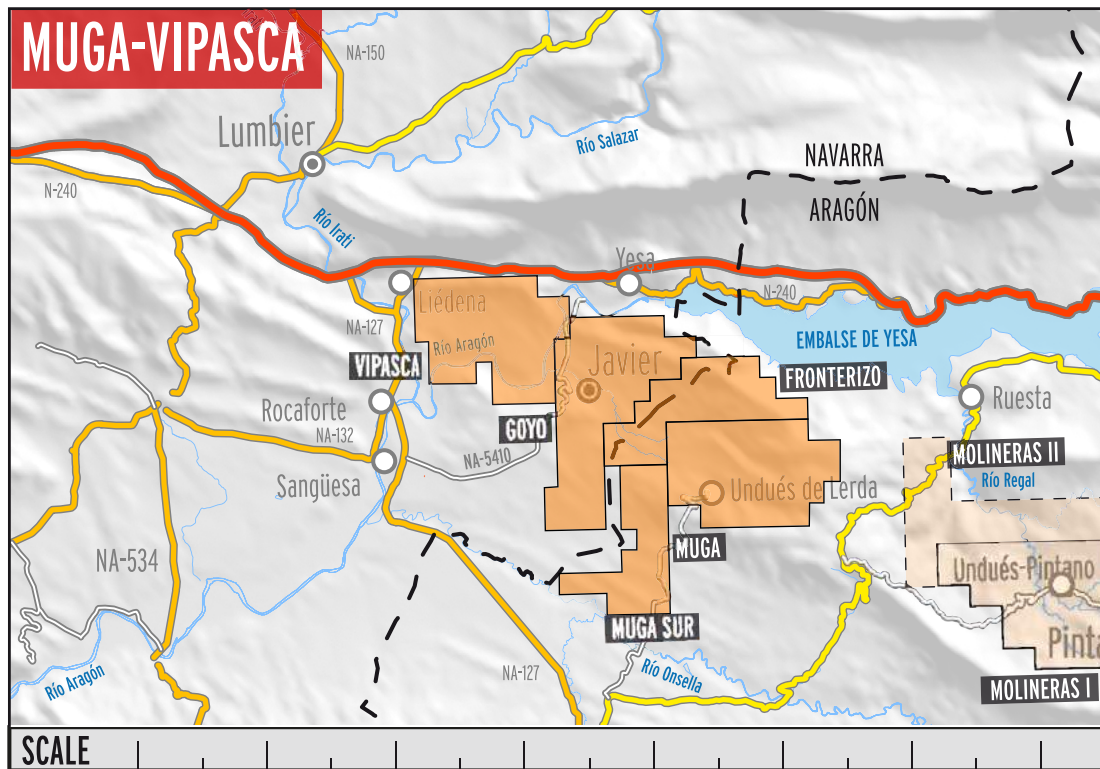 MUGA-VIPASCA
NA-150
Lumbier
Río Salazar
NAVARRA
N-240
ARAGÓN
Río Irati
Yesa
Liédena
N-240
NA-127
EMBALSE DE YESA
Río Aragón
VIPASCA
Javier
FRONTERIZO
Ruesta
Rocaforte
NA-132
GOYO
NA-5410
MOLINERAS II
Río Regal
Sangüesa
Undués de Lerda
MUGA
NA-534
Undués-Pintano
MUGA SUR
Pinta
NA-127
Río Onsella
Río Aragón
MOLINERAS I
SCALE